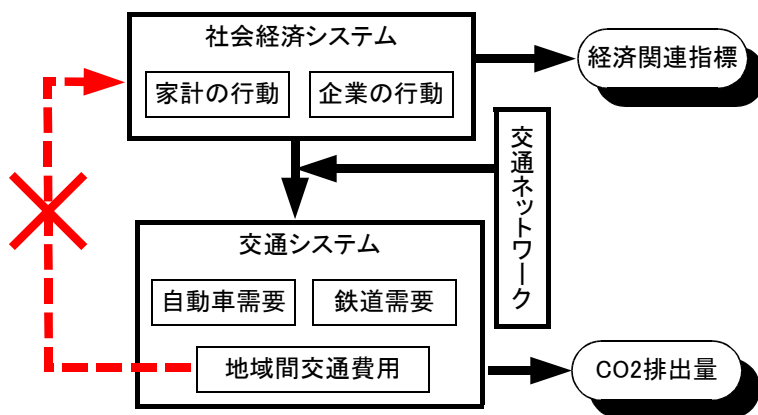 社会経済システム
家計の行動
企業の行動
経済関連指標
交通ネットワーク
交通システム
自動車需要
鉄道需要
地域間交通費用
CO2排出量